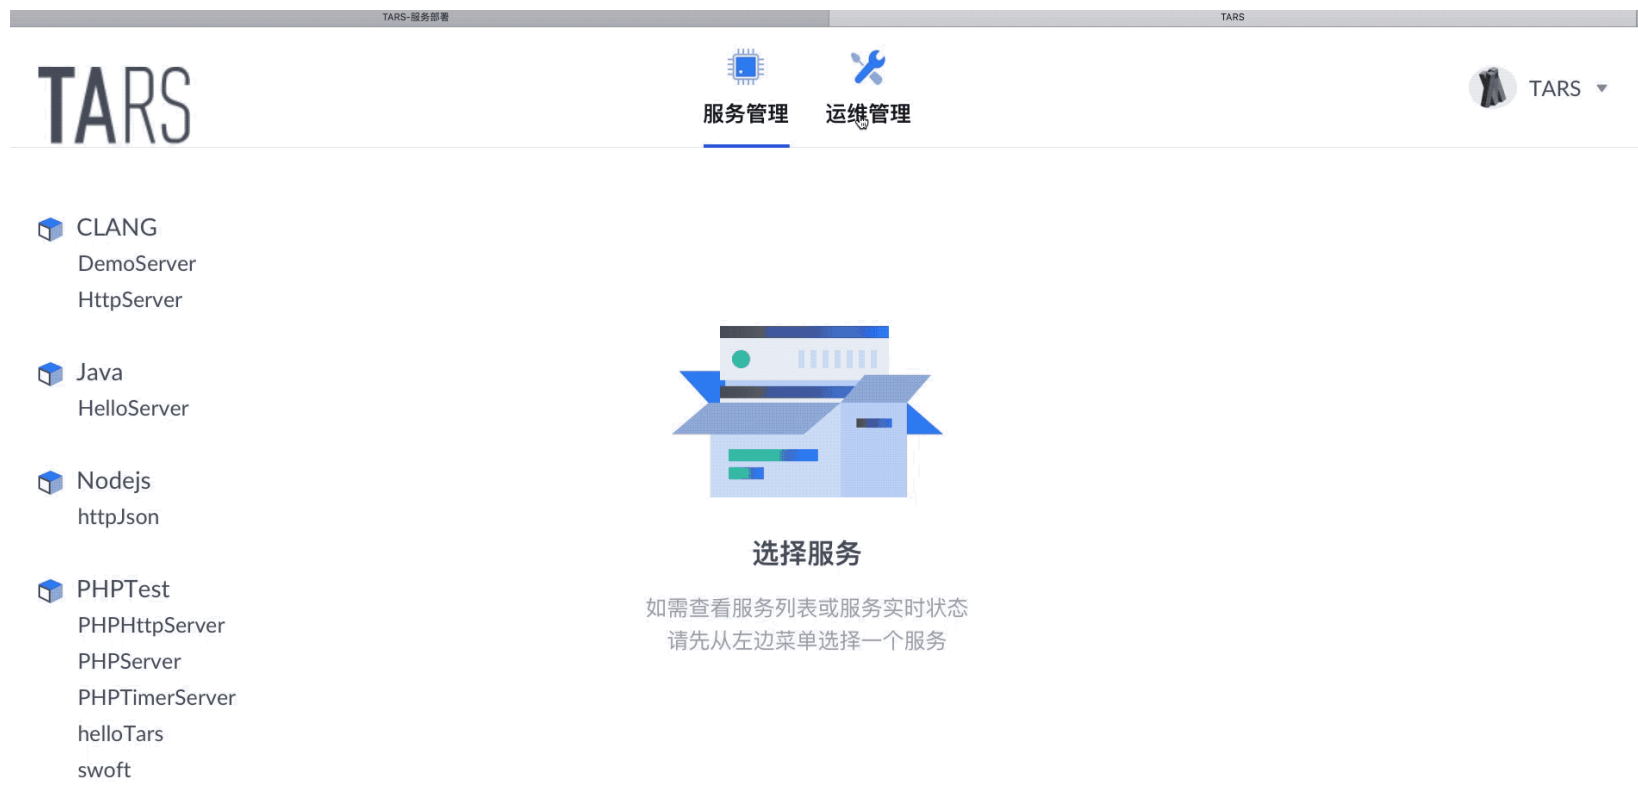 TARS-服务部署
TARS
TARS
服务管理
运维管理
TARS
CLANG
DemoServer
HttpServer
Java
HelloServer
Nodejs
httpJson
PHPTest
PHPHttpServer
PHPServer
PHPTimerServer
helloTars
swoft
选择服务
如需查看服务列表或服务实时状态
请先从左边菜单选择一个服务